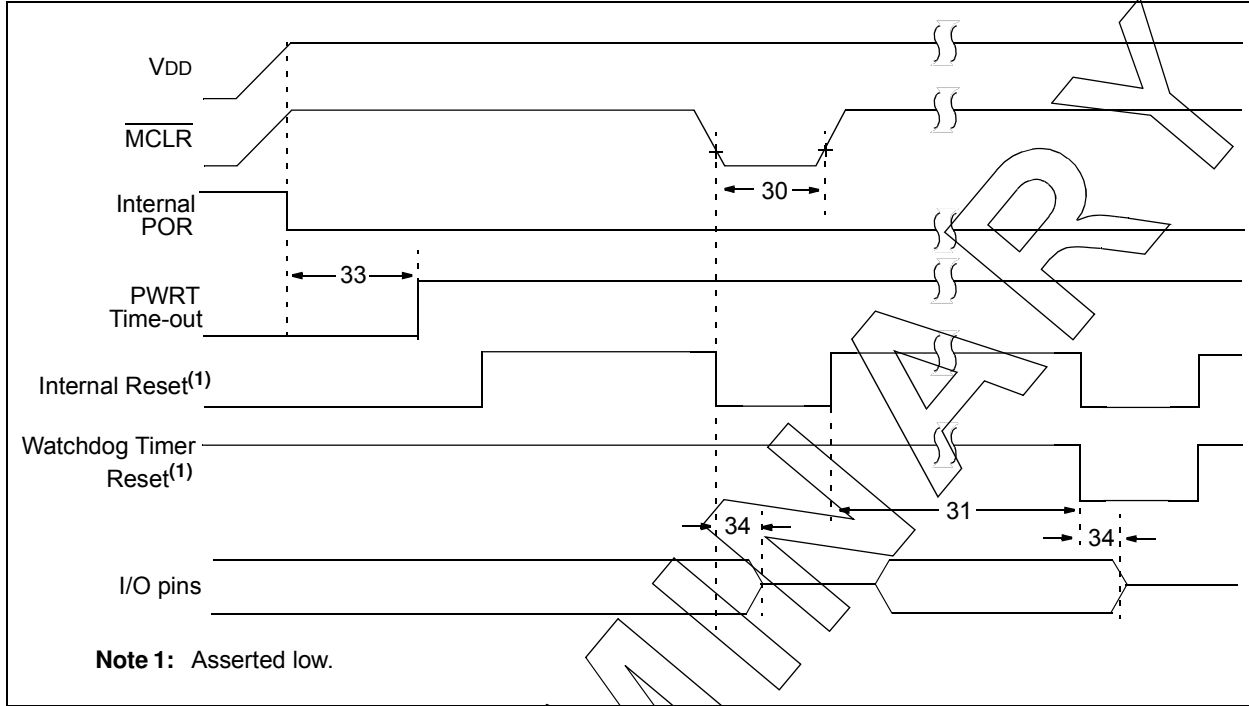 VDD
MCLR
30
Internal
POR
33
PWRT
Time-out
Internal Reset(1)
Watchdog Timer
Reset(1)
31
34
34
I/O pins
Note 1: Asserted low.
MINARY